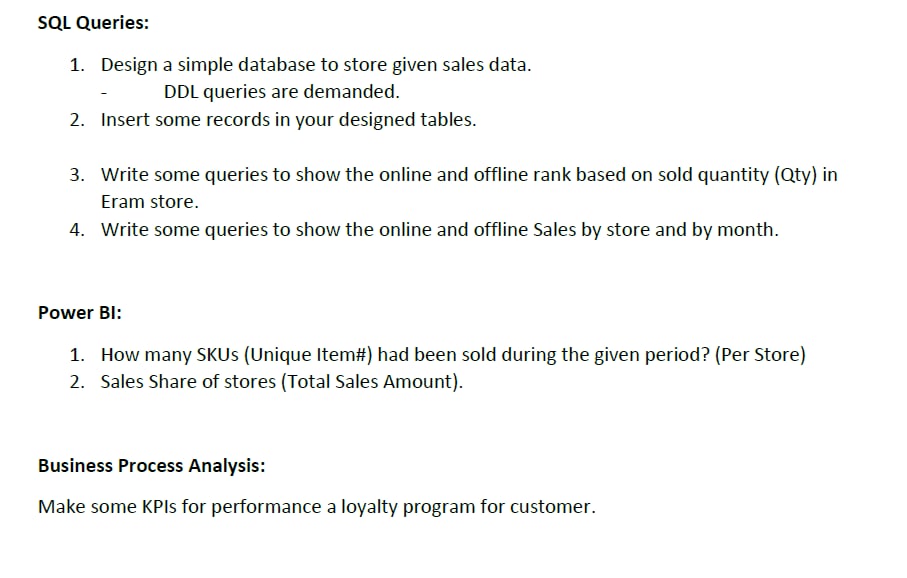 SQL Queries:
1. Design a simple database to store given sales data.
- DDL queries are demanded.
2. Insert some records in your designed tables.
3. Write some queries to show the online and offline rank based on sold quantity (Qty) in
Eram store.
4. Write some queries to show the online and offline Sales by store and by month.
Power BI:
1. How many SKUs (Unique Item#) had been sold during the given period? (Per Store)
2. Sales Share of stores (Total Sales Amount).
Business Process Analysis:
Make some KPIs for performance a loyalty program for customer.